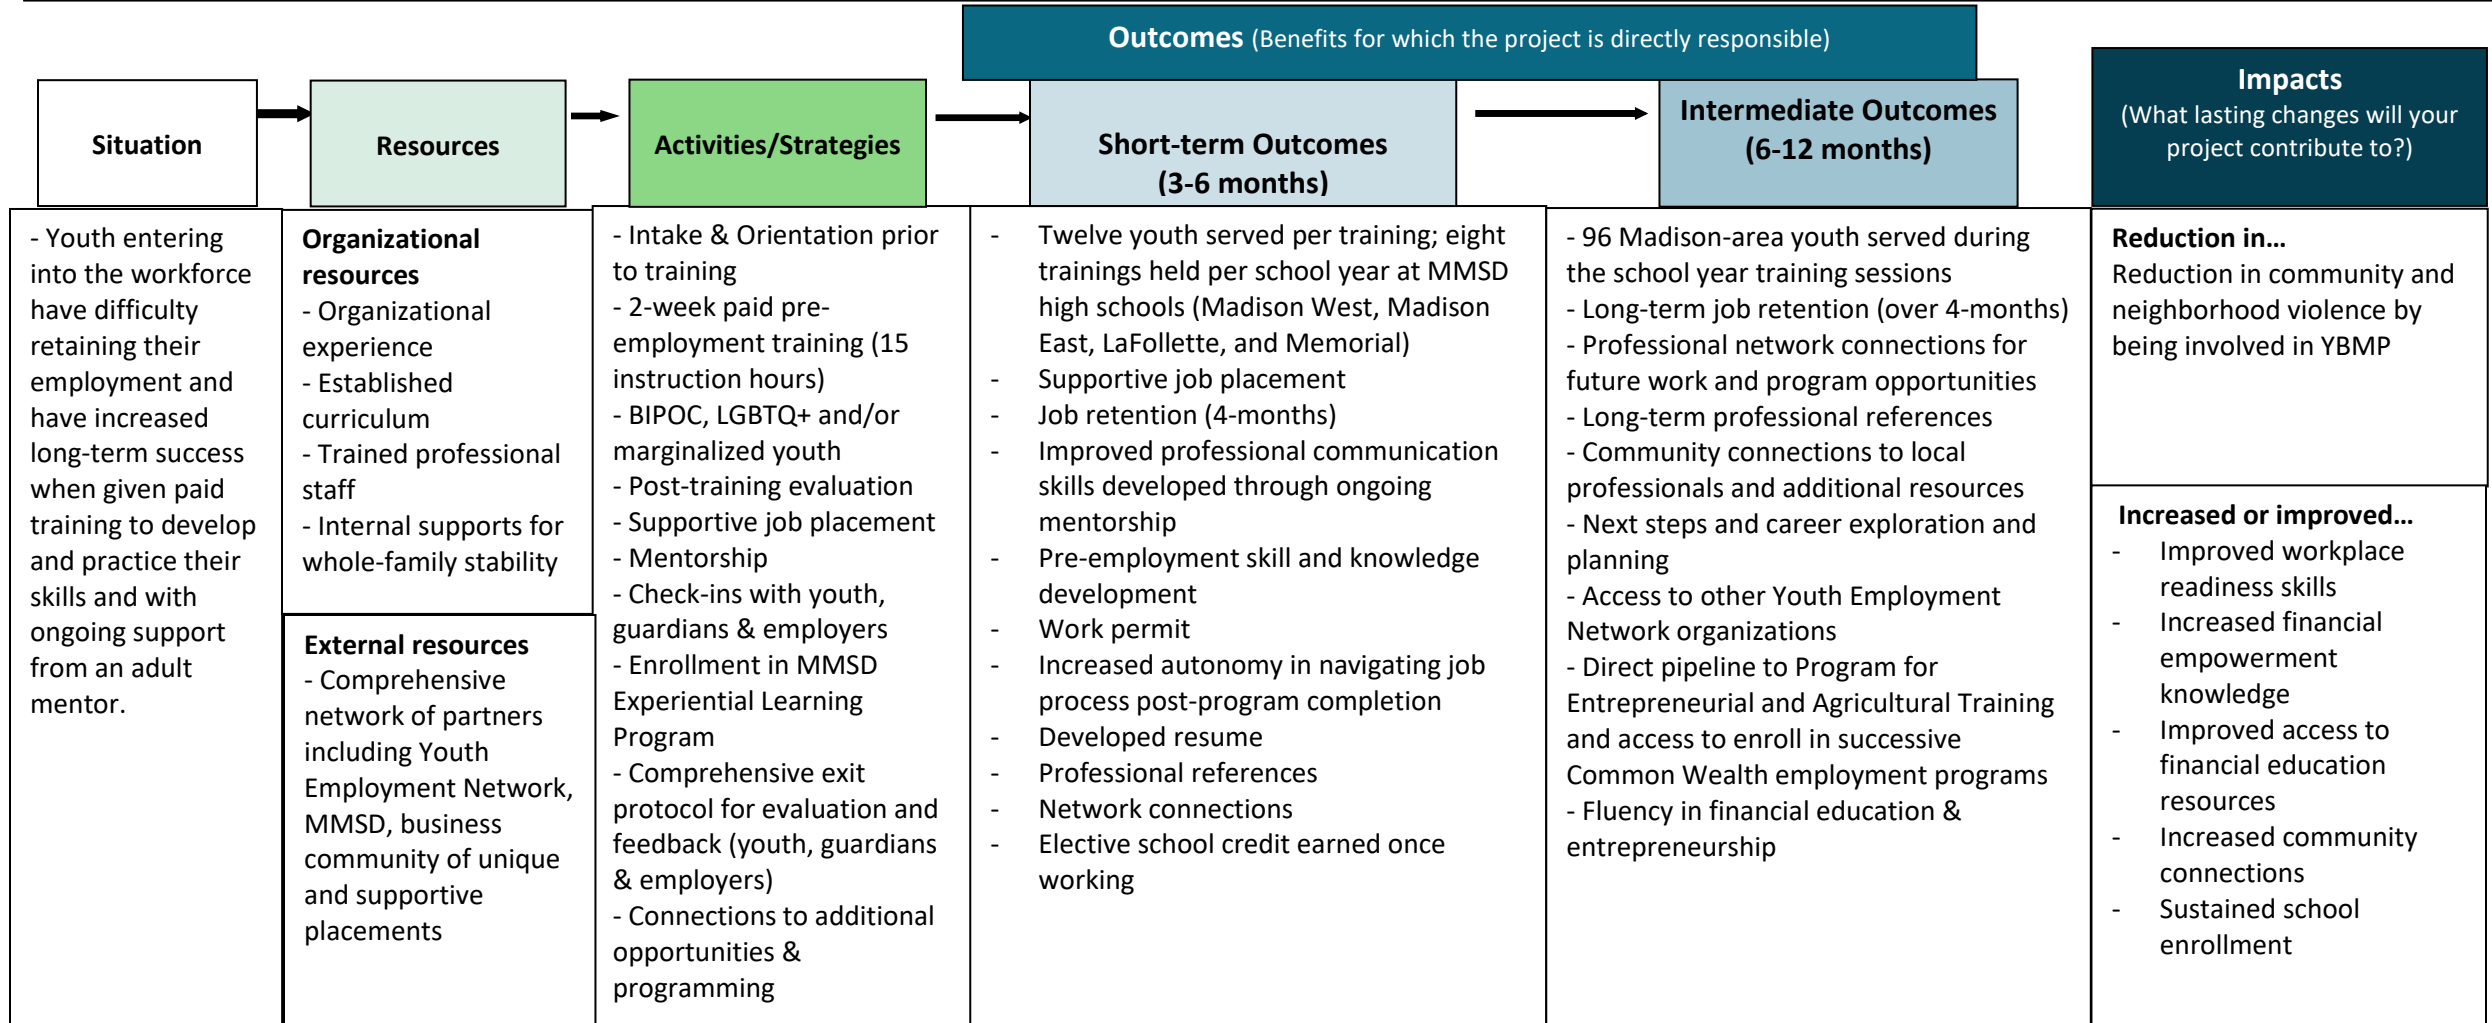 Outcomes (Benefits for which the project is directly responsible)
Situation
Resources
Activities/Strategies
Short-term Outcomes
(3-6 months)
Intermediate Outcomes
(6-12 months)
Impacts
(What lasting changes will your
project contribute to?)
- Youth entering
into the workforce
have difficulty
retaining their
employment and
have increased
long-term success
when given paid
training to develop
and practice their
skills and with
ongoing support
from an adult
mentor.
Organizational
resources
- Organizational
experience
- Established
curriculum
- Trained professional
staff
- Internal supports for
whole-family stability
External resources
- Comprehensive
network of partners
including Youth
Employment Network,
MMSD, business
community of unique
and supportive
placements
- Intake & Orientation prior
to training
- 2-week paid pre-
employment training (15
instruction hours)
- BIPOC, LGBTQ+ and/or
marginalized youth
- Post-training evaluation
- Supportive job placement
- Mentorship
- Check-ins with youth,
guardians & employers
- Enrollment in MMSD
Experiential Learning
Program
- Comprehensive exit
protocol for evaluation and
feedback (youth, guardians
& employers)
- Connections to additional
opportunities &
programming
- Twelve youth served per training; eight
trainings held per school year at MMSD
high schools (Madison West, Madison
East, LaFollette, and Memorial)
- Supportive job placement
- Job retention (4-months)
- Improved professional communication
skills developed through ongoing
mentorship
- Pre-employment skill and knowledge
development
- Work permit
- Increased autonomy in navigating job
process post-program completion
- Developed resume
- Professional references
- Network connections
- Elective school credit earned once
working
- 96 Madison-area youth served during
the school year training sessions
- Long-term job retention (over 4-months)
- Professional network connections for
future work and program opportunities
- Long-term professional references
- Community connections to local
professionals and additional resources
- Next steps and career exploration and
planning
- Access to other Youth Employment
Network organizations
- Direct pipeline to Program for
Entrepreneurial and Agricultural Training
and access to enroll in successive
Common Wealth employment programs
- Fluency in financial education &
entrepreneurship
Reduction in...
Reduction in community and
neighborhood violence by
being involved in YBMP
Increased or improved...
- Improved workplace
readiness skills
- Increased financial
empowerment
knowledge
- Improved access to
financial education
resources
- Increased community
connections
- Sustained school
enrollment